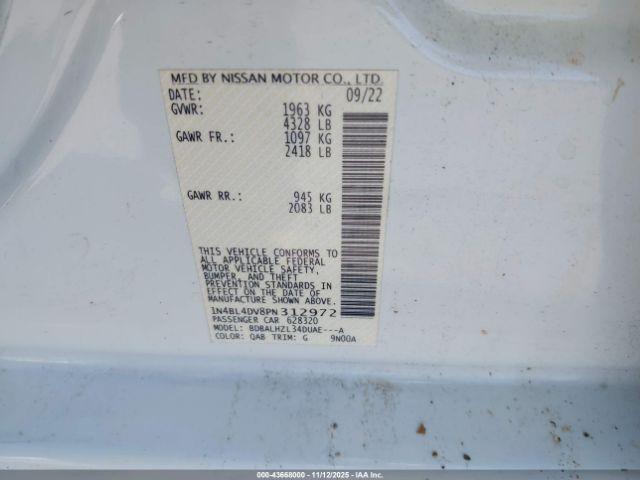 MFD BY NISSAN MOTOR CO., LTD.
DATE: 09/22
GVWR: 1963 KG
4328 LB
GAWR FR.: 1097 KG
2418 LB
GAWR RR.: 945 KG
2083 LB
THIS VEHICLE CONFORMS TO
ALL APPLICABLE FEDERAL
MOTOR VEHICLE SAFETY,
BUMPER, AND THEFT
PREVENTION STANDARDS IN
EFFECT ON THE DATE OF
MANUFACTURE SHOWN ABOVE.
1N4BL4DV8PN312972
PASSENGER CAR 628320
MODEL: BDBALHZL34DUAE---A
COLOR: QAB TRIM: G 9N00A
000-43668000 - 11/12/2025 - IAA Inc.